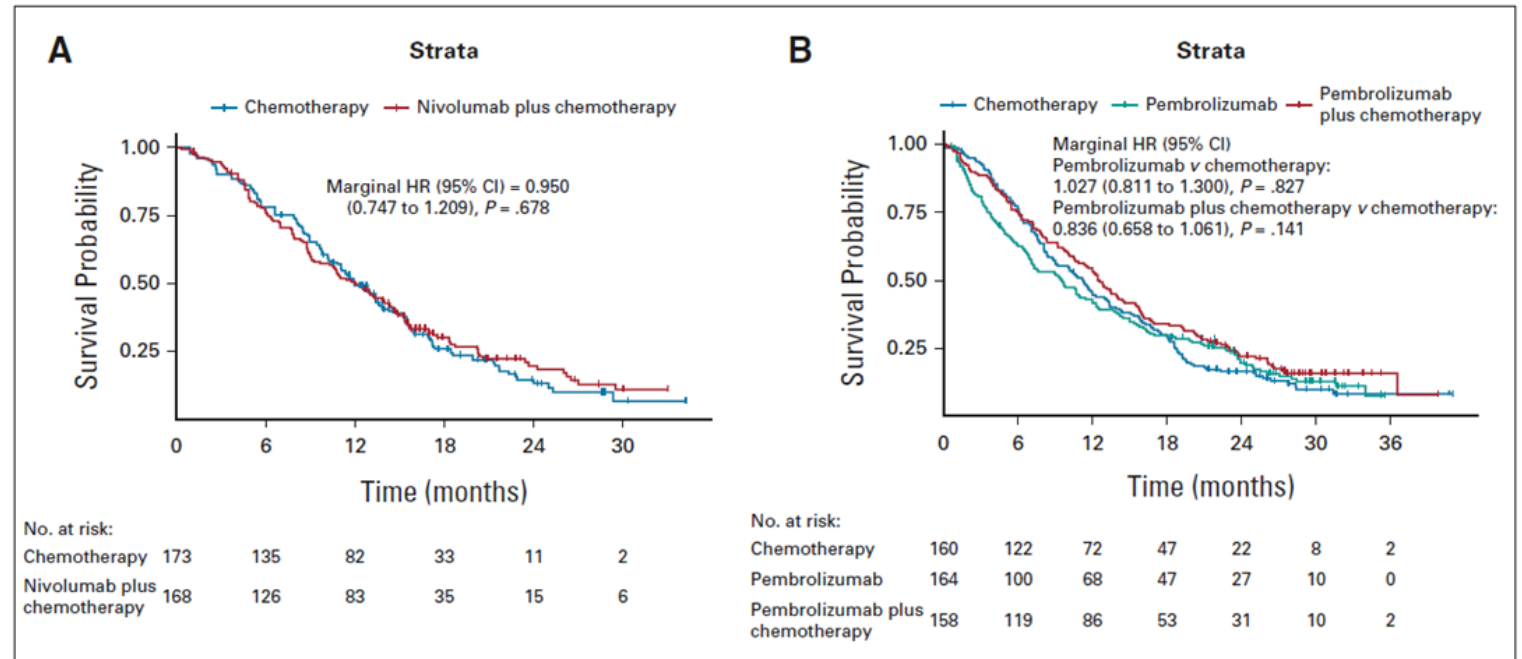 A
Strata
Chemotherapy Nivolumab plus chemotherapy
Survival Probability
1.00
0.75
0.50
0.25
Marginal HR (95% CI) = 0.950
(0.747 to 1.209), P = .678
0 6 12 18 24 30
Time (months)
No. at risk:
Chemotherapy 173 135 82 33 11 2
Nivolumab plus
chemotherapy 168 126 83 35 15 6
B
Strata
Chemotherapy Pembrolizumab Pembrolizumab
plus chemotherapy
Survival Probability
1.00
0.75
0.50
0.25
Marginal HR (95% CI)
Pembrolizumab v chemotherapy:
1.027 (0.811 to 1.300), P = .827
Pembrolizumab plus chemotherapy v chemotherapy:
0.836 (0.658 to 1.061), P = .141
0 6 12 18 24 30 36
Time (months)
No. at risk:
Chemotherapy 160 122 72 47 22 8 2
Pembrolizumab 164 100 68 47 27 10 0
Pembrolizumab plus
chemotherapy 158 119 86 53 31 10 2